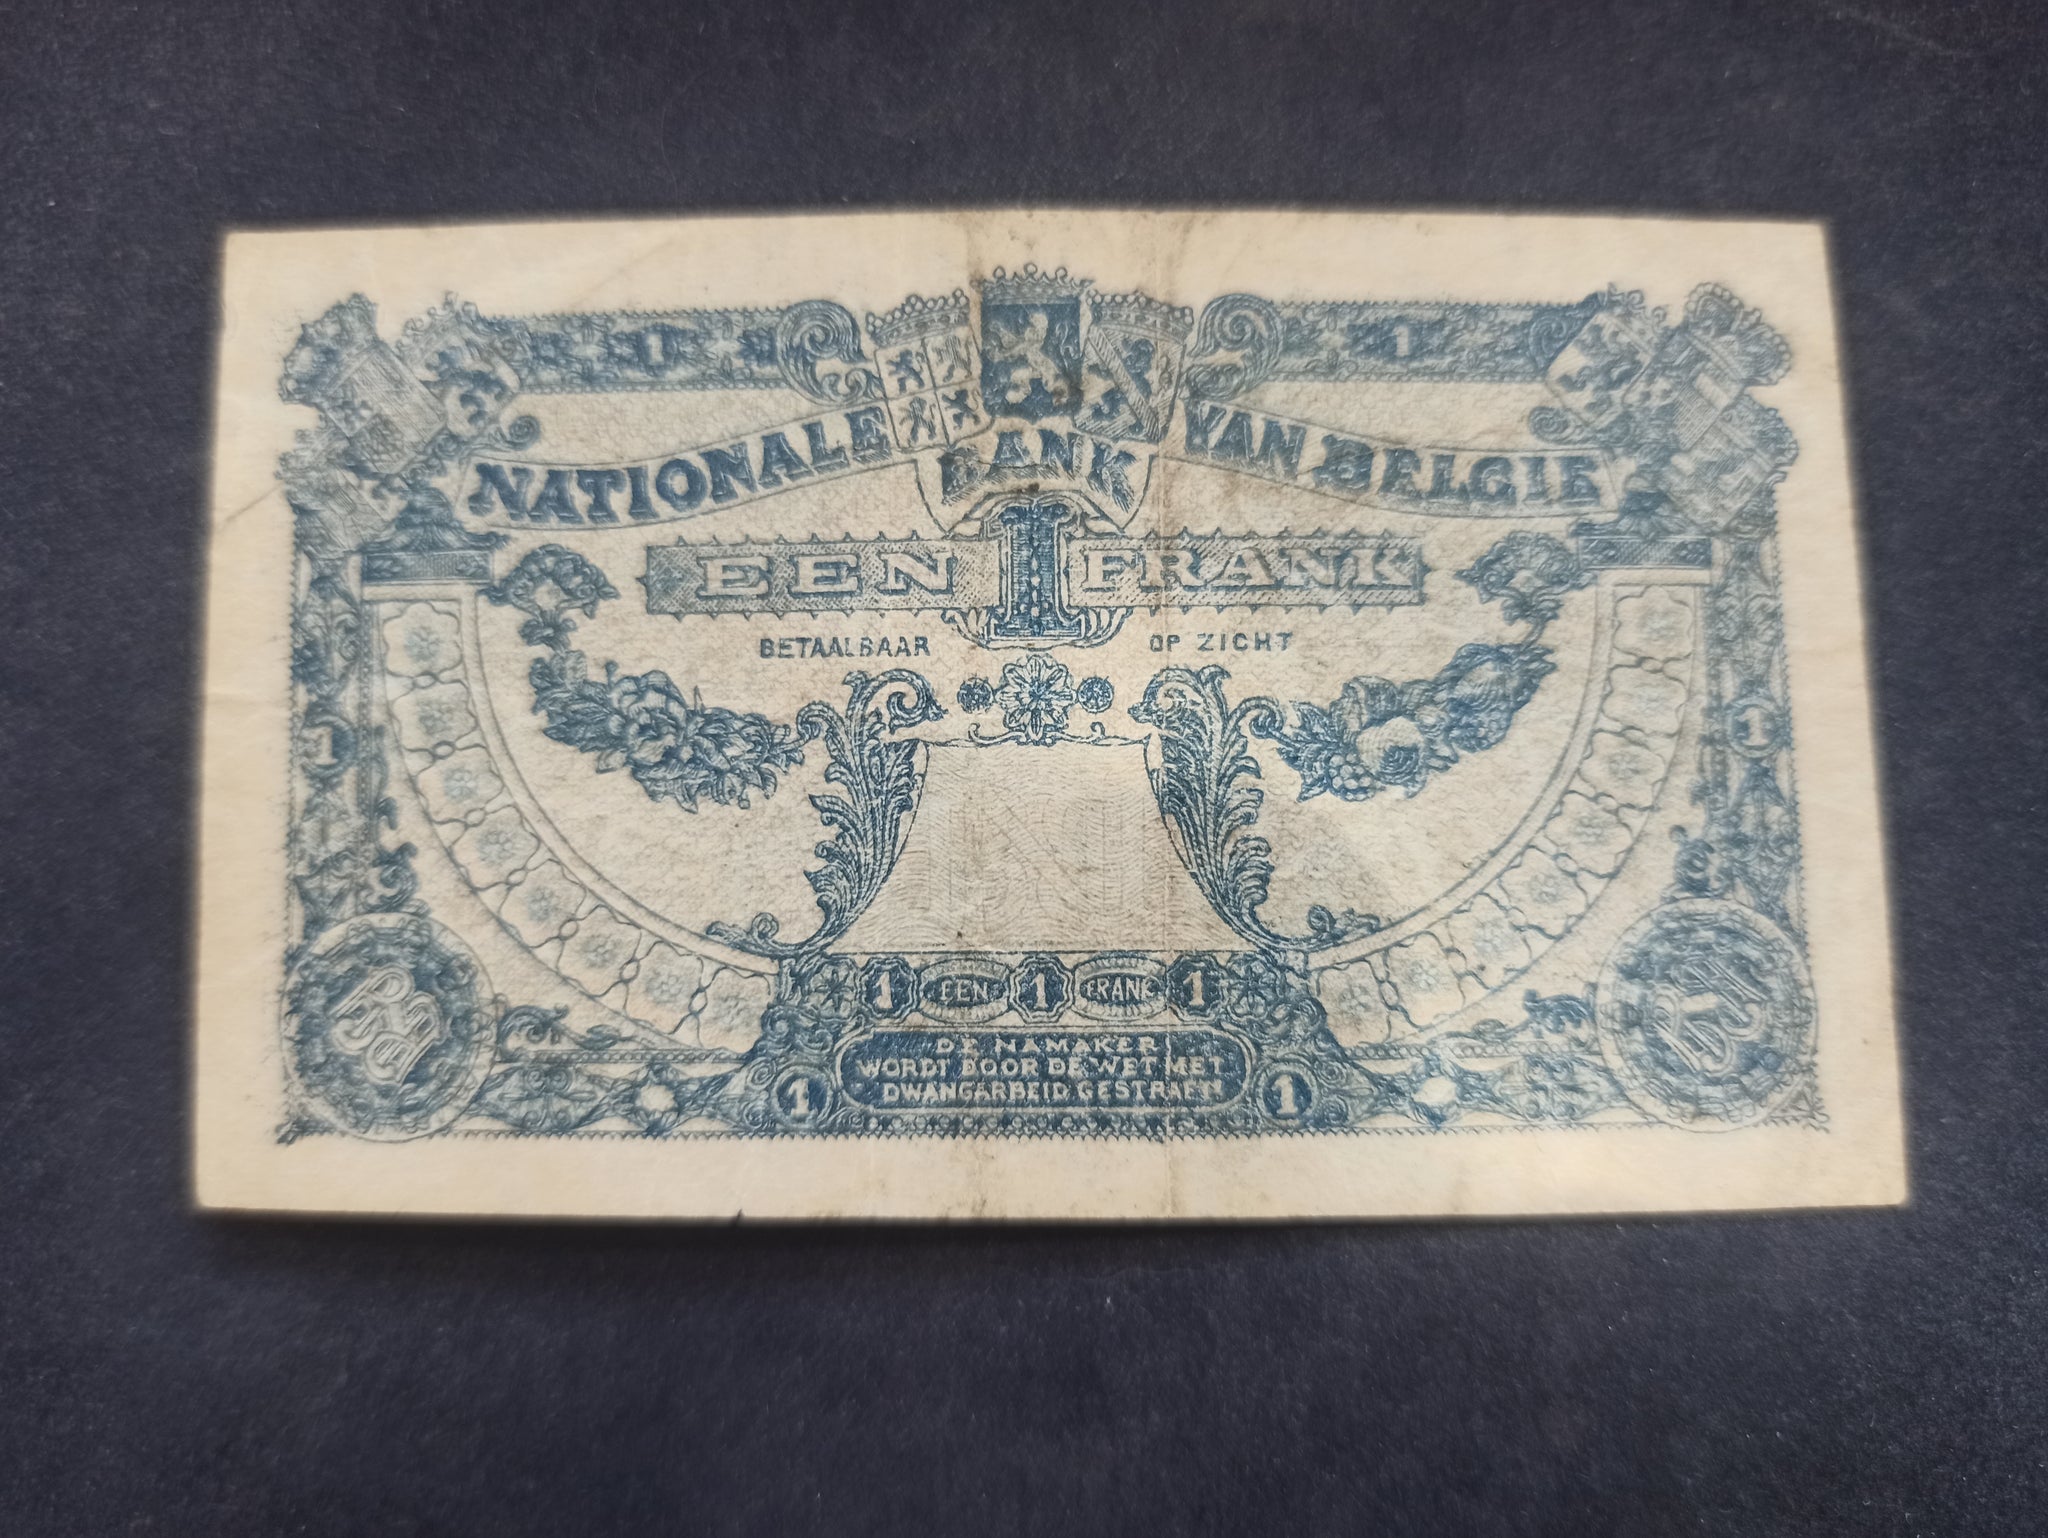 1 1
NATIONALE BANK VAN BELGIE
EEN 1 FRANK
BETAALBAAR OP ZICHT
1 1
1 EEN 1 FRANK 1
DE NAMAKER
WORDT DOOR DE WET MET
DWANGARBEID GESTRAFT
1 1